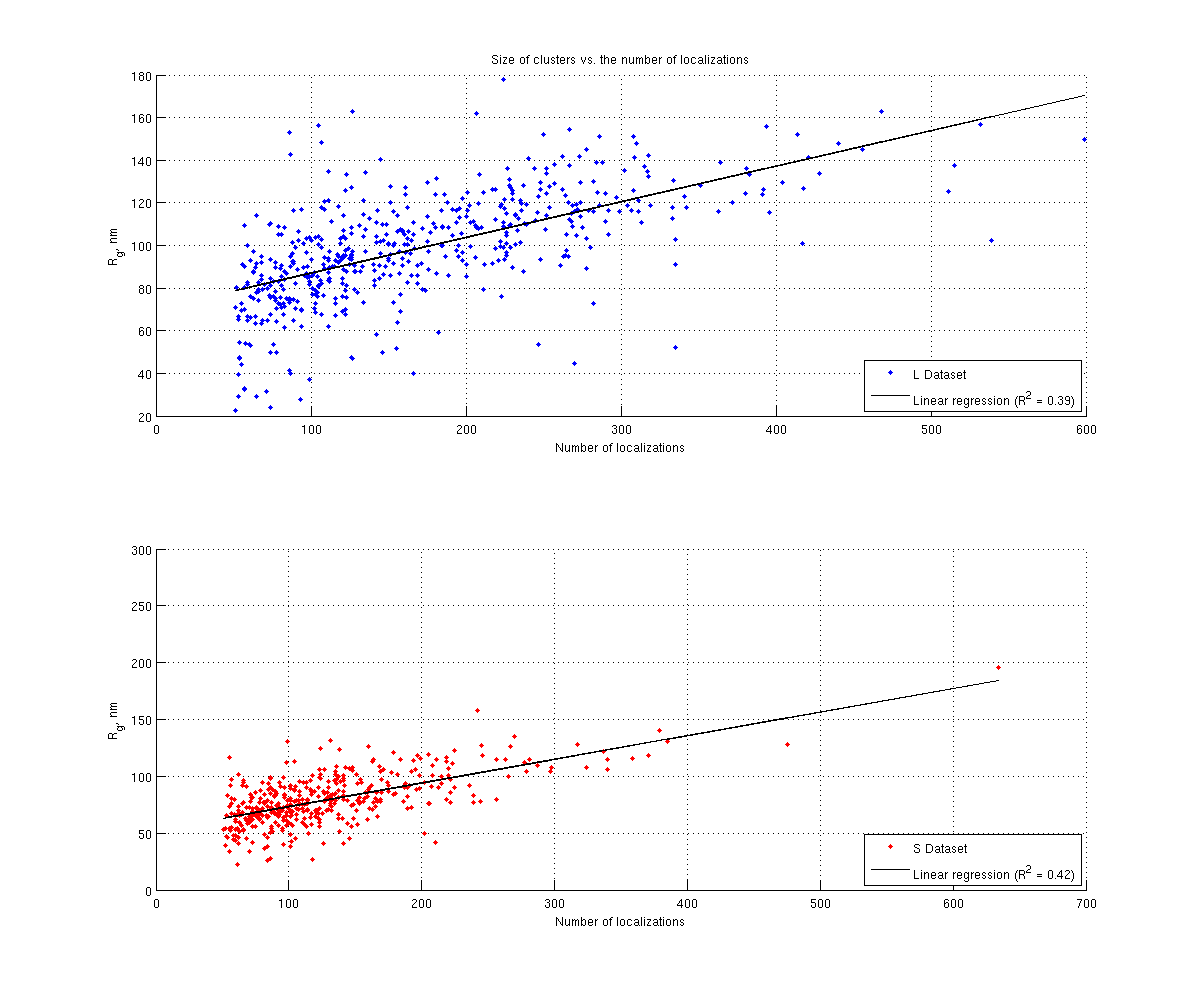 Size of clusters vs. the number of localizations
180
160
140
120
100
80
60
40
20
R_g, nm
0 100 200 300 400 500 600
Number of localizations
L Dataset
Linear regression (R^2 = 0.39)
300
250
200
150
100
50
0
R_g, nm
0 100 200 300 400 500 600 700
Number of localizations
S Dataset
Linear regression (R^2 = 0.42)